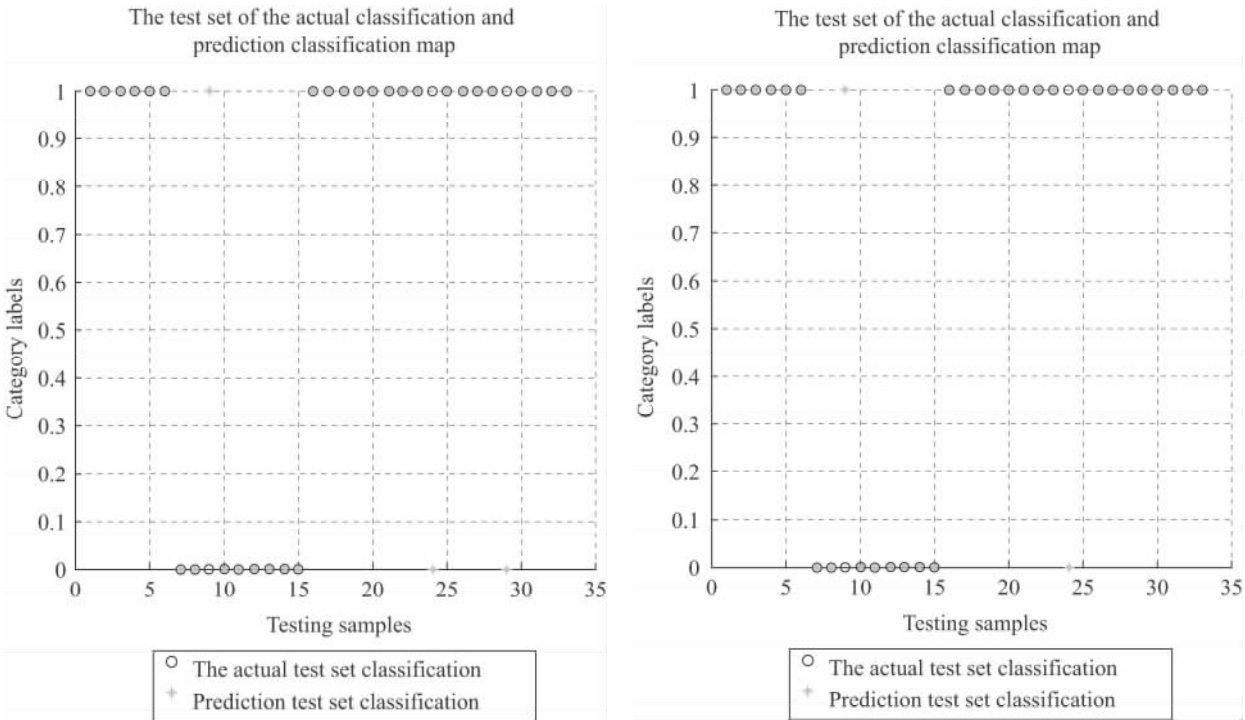 The test set of the actual classification and
prediction classification map
1
0.9
0.8
0.7
0.6
0.5
0.4
0.3
0.2
0.1
0
Category labels
0 5 10 15 20 25 30 35
Testing samples
The actual test set classification
Prediction test set classification
The test set of the actual classification and
prediction classification map
1
0.9
0.8
0.7
0.6
0.5
0.4
0.3
0.2
0.1
0
Category labels
0 5 10 15 20 25 30 35
Testing samples
The actual test set classification
Prediction test set classification